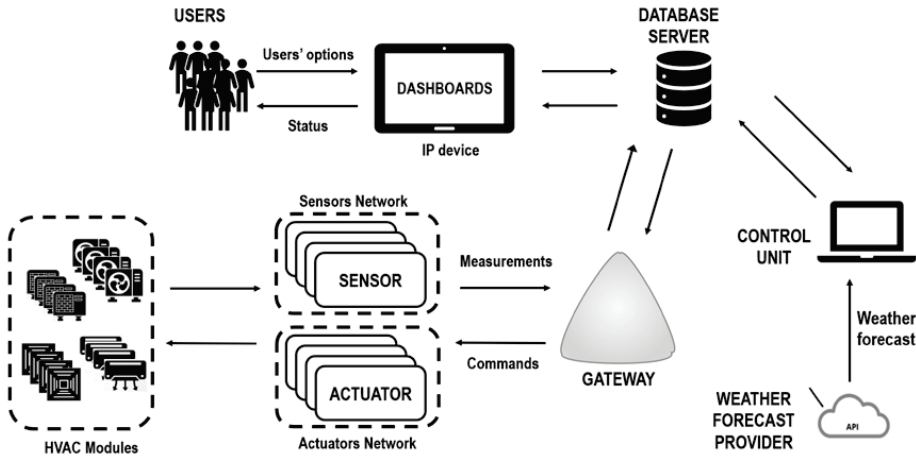 USERS
DATABASE
SERVER
Users' options
DASHBOARDS
Status
IP device
Sensors Network
SENSOR
Measurements
CONTROL
UNIT
Weather
forecast
Commands
GATEWAY
ACTUATOR
WEATHER
FORECAST
PROVIDER
API
HVAC Modules
Actuators Network